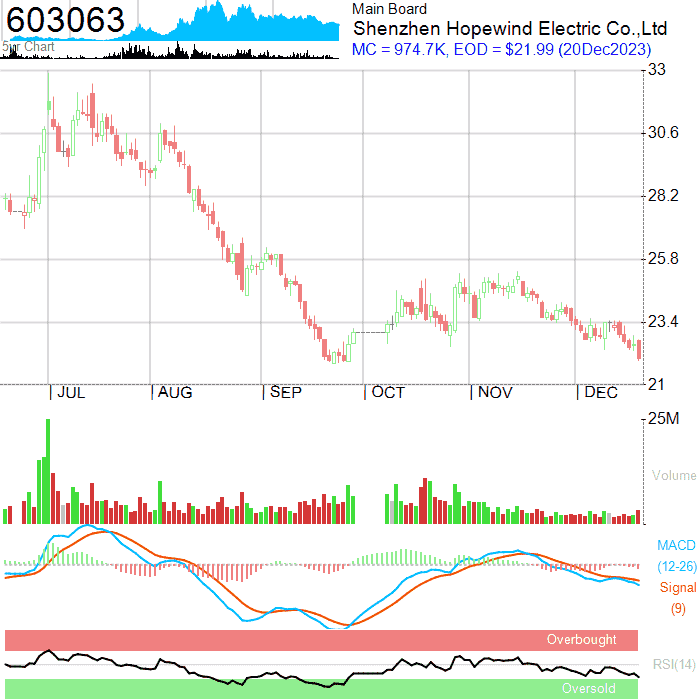 603063
Main Board
Shenzhen Hopewind Electric Co.,Ltd
5yr Chart
MC = 974.7K, EOD = $21.99 (20Dec2023)
33
30.6
28.2
25.8
23.4
21
JUL AUG SEP OCT NOV DEC
25M
Volume
MACD
(12-26)
Signal
(9)
Overbought
RSI(14)
Oversold